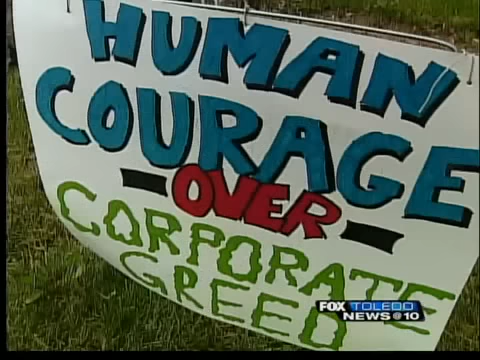 HUMAN
COURAGE
OVER
CORPORATE
GREED
FOX TOLEDO
NEWS@10